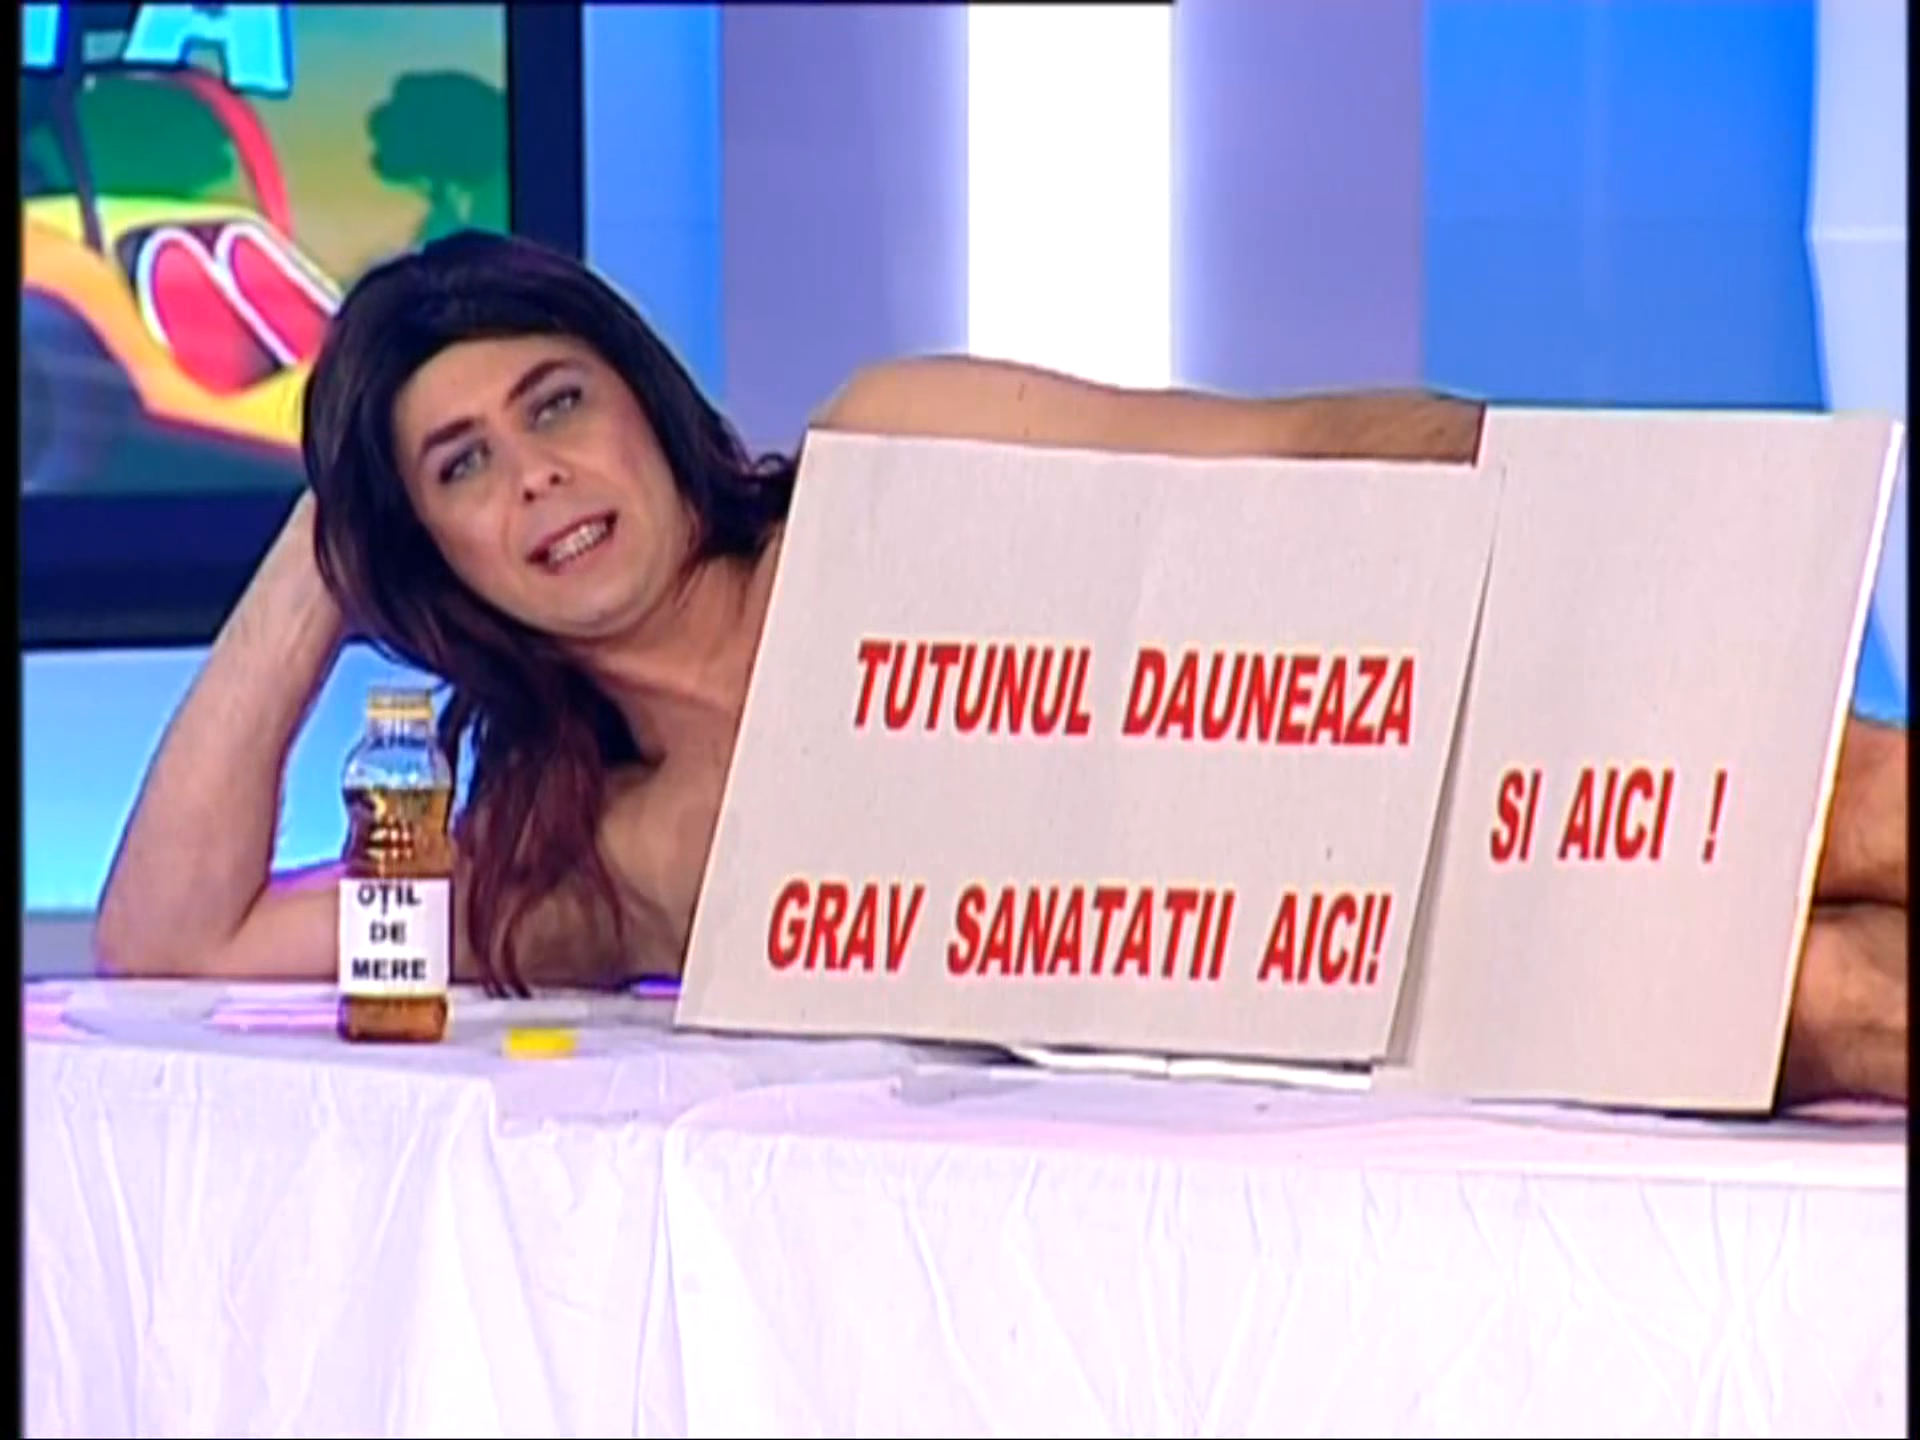 TUTUNUL DAUNEAZA
GRAV SANATATII AICI!
SI AICI !
OȚIL
DE
MERE